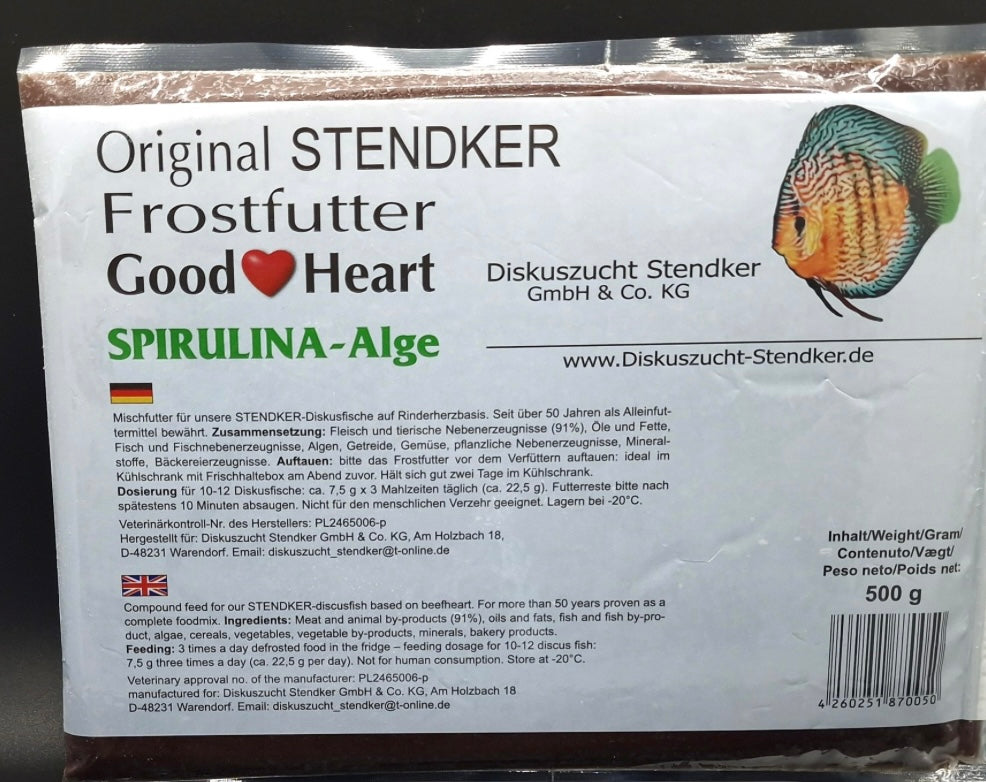 Original STENDKER
Frostfutter
Good Heart
SPIRULINA-Alge
Diskuszucht Stendker
GmbH & Co. KG
www.Diskuszucht-Stendker.de
Mischfutter für unsere STENDKER-Diskusfische auf Rinderherzbasis. Seit über 50 Jahren als Alleinfut-
termittel bewährt. Zusammensetzung: Fleisch und tierische Nebenerzeugnisse (91%), Öle und Fette,
Fisch und Fischnebenerzeugnisse, Algen, Getreide, Gemüse, pflanzliche Nebenerzeugnisse, Mineral-
stoffe, Bäckereierzeugnisse. Auftauen: bitte das Frostfutter vor dem Verfüttern auftauen: ideal im
Kühlschrank mit Frischhaltebox am Abend zuvor. Hält sich gut zwei Tage im Kühlschrank.
Dosierung für 10-12 Diskusfische: ca. 7,5 g x 3 Mahlzeiten täglich (ca. 22,5 g). Futterreste bitte nach
spätestens 10 Minuten absaugen. Nicht für den menschlichen Verzehr geeignet. Lagern bei -20°C.
Veterinärkontroll-Nr. des Herstellers: PL2465006-p
Hergestellt für: Diskuszucht Stendker GmbH & Co. KG, Am Holzbach 18,
D-48231 Warendorf. Email: diskuszucht_stendker@t-online.de
Compound feed for our STENDKER-discusfish based on beefheart. For more than 50 years proven as a
complete foodmix. Ingredients: Meat and animal by-products (91%), oils and fats, fish and fish by-pro-
duct, algae, cereals, vegetables, vegetable by-products, minerals, bakery products.
Feeding: 3 times a day defrosted food in the fridge – feeding dosage for 10-12 discus fish:
7,5 g three times a day (ca. 22,5 g per day). Not for human consumption. Store at -20°C.
Veterinary approval no. of the manufacturer: PL2465006-p
manufactured for: Diskuszucht Stendker GmbH & Co. KG, Am Holzbach 18
D-48231 Warendorf. Email: diskuszucht_stendker@t-online.de
Inhalt/Weight/Gram/
Contenuto/Vægt/
Peso neto/Poids net:
500 g
4 260251 870050